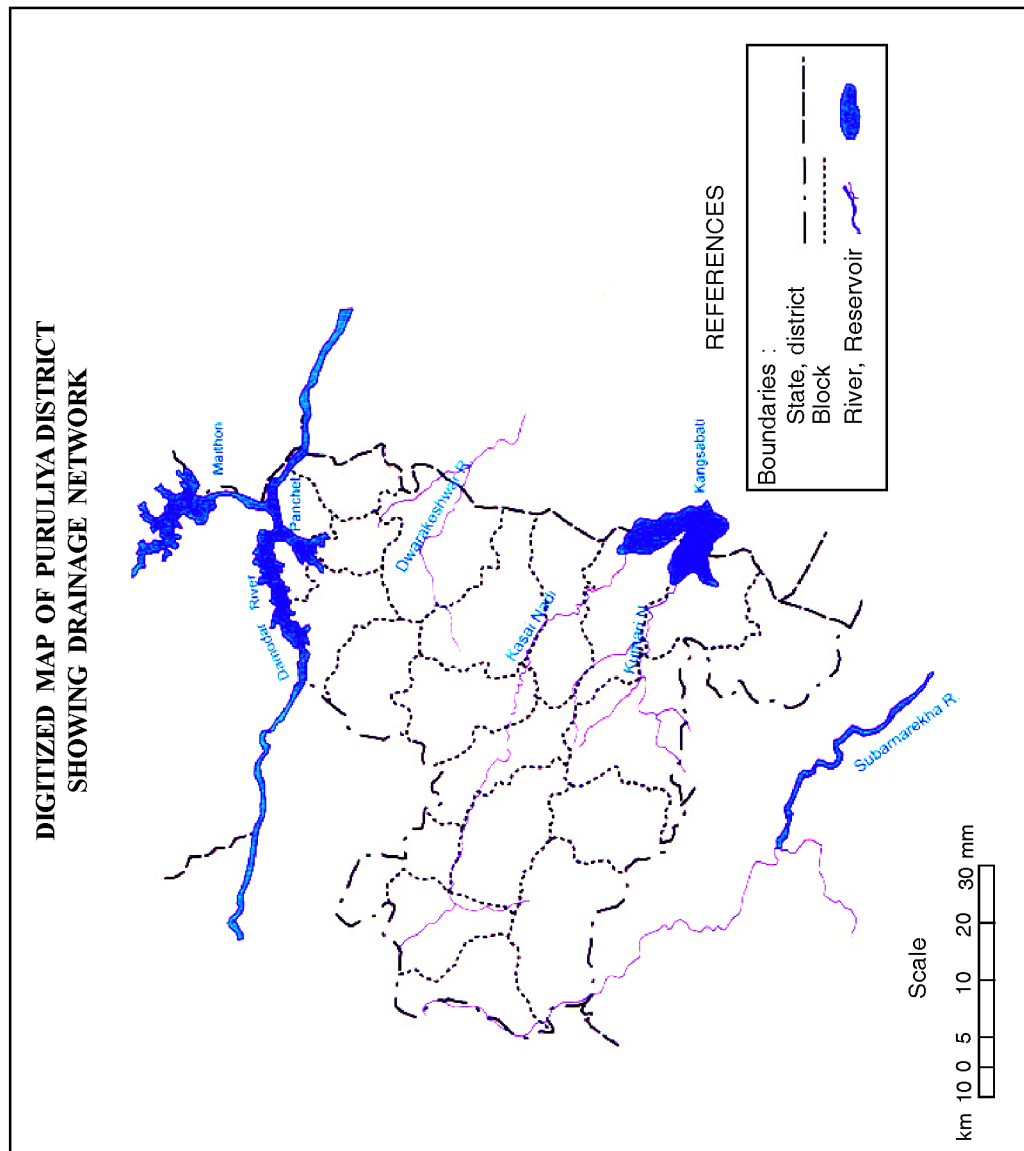 DIGITIZED MAP OF PURULIYA DISTRICT
SHOWING DRAINAGE NETWORK
Maithon
Panchet
Damodar River
Dwarakeshwar R.
Kasai Nadi
Kumari N.
Kangsabati
Subarnarekha R.
REFERENCES
Boundaries :
State, district
Block
River, Reservoir
Scale
km 10 0 5 10 20 30 mm